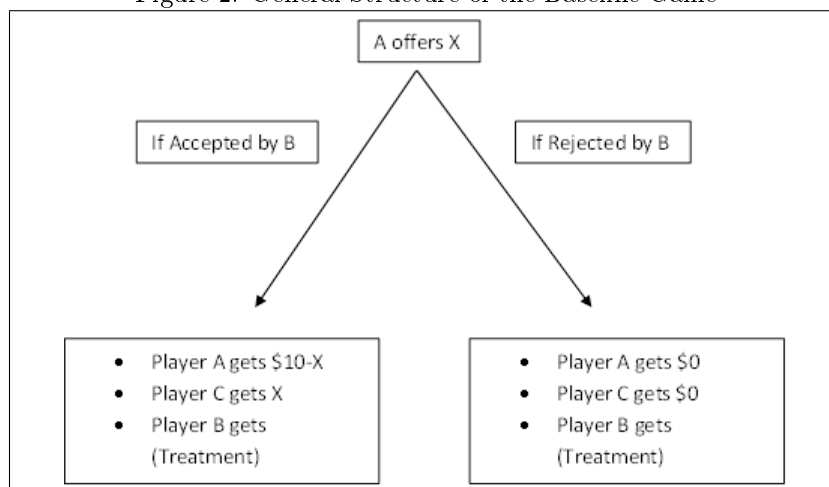 Figure 2: General Structure of the Baseline Game
A offers X
If Accepted by B
If Rejected by B
• Player A gets $10-X
• Player C gets X
• Player B gets
(Treatment)
• Player A gets $0
• Player C gets $0
• Player B gets
(Treatment)